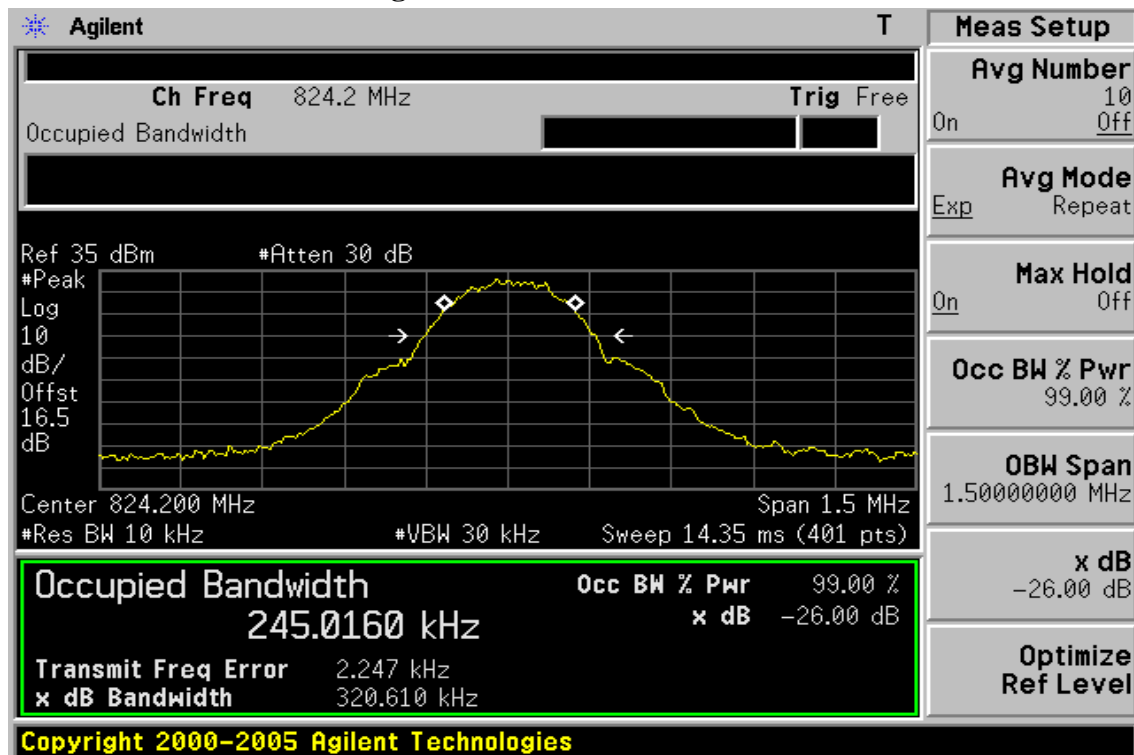 Agilent T
Ch Freq 824.2 MHz Trig Free
Occupied Bandwidth
Ref 35 dBm #Atten 30 dB
#Peak
Log
10
dB/
Offst
16.5
dB
Center 824.200 MHz Span 1.5 MHz
#Res BW 10 kHz #VBW 30 kHz Sweep 14.35 ms (401 pts)
Occupied Bandwidth Occ BW % Pwr 99.00 %
245.0160 kHz x dB -26.00 dB
Transmit Freq Error 2.247 kHz
x dB Bandwidth 320.610 kHz
Copyright 2000-2005 Agilent Technologies
Meas Setup
Avg Number
10
On Off
Avg Mode
Exp Repeat
Max Hold
On Off
Occ BW % Pwr
99.00 %
OBW Span
1.50000000 MHz
x dB
-26.00 dB
Optimize
Ref Level